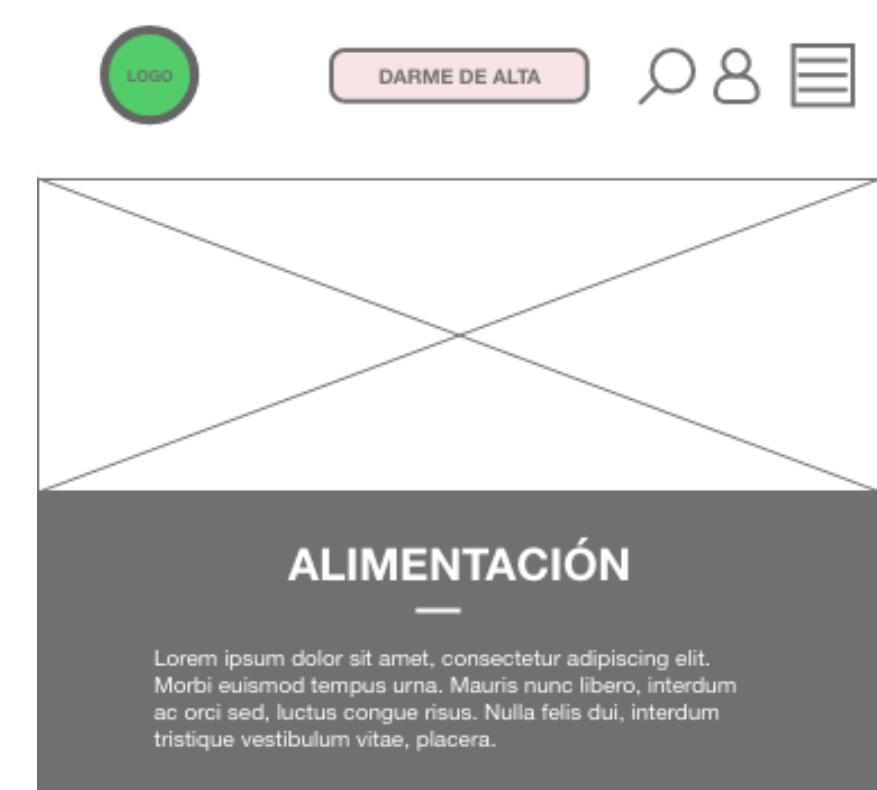 LOGO
DARME DE ALTA
ALIMENTACIÓN
Lorem ipsum dolor sit amet, consectetur adipiscing elit.
Morbi euismod tempus urna. Mauris nunc libero, interdum
ac orci sed, luctus congue risus. Nulla felis dui, interdum
tristique vestibulum vitae, placera.